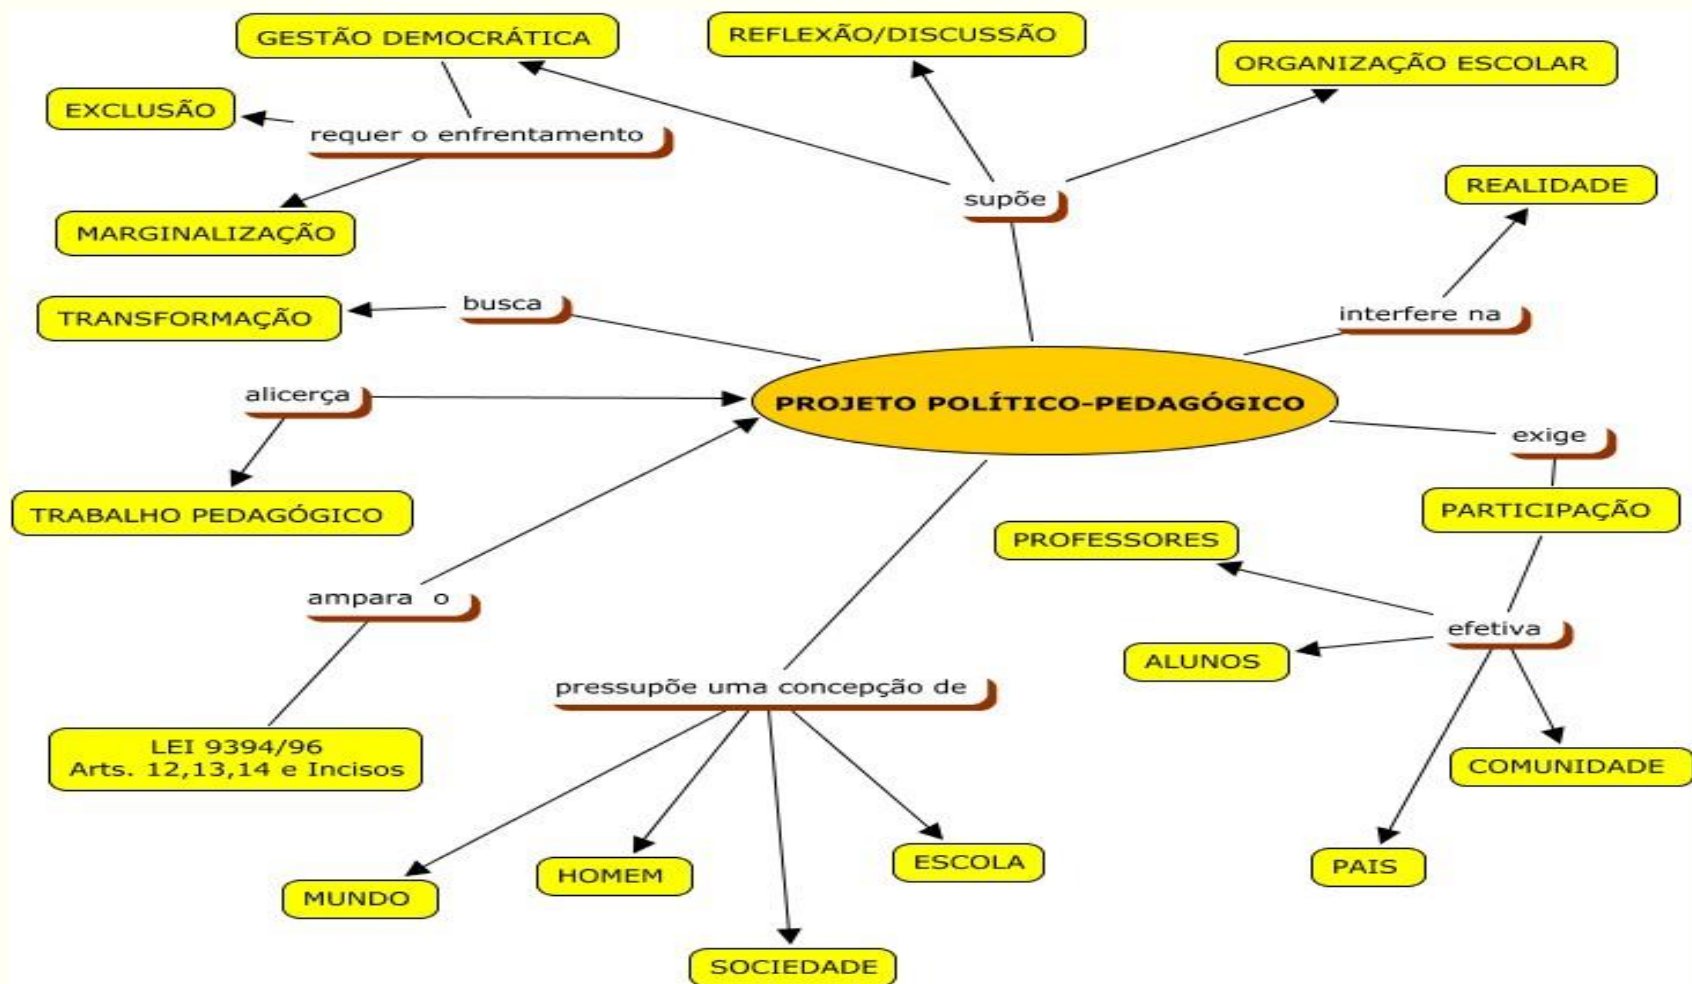 GESTÃO DEMOCRÁTICA
REFLEXÃO/DISCUSSÃO
ORGANIZAÇÃO ESCOLAR
EXCLUSÃO
requer o enfrentamento
MARGINALIZAÇÃO
supõe
REALIDADE
TRANSFORMAÇÃO
busca
interfere na
alicerça
PROJETO POLÍTICO-PEDAGÓGICO
exige
TRABALHO PEDAGÓGICO
PARTICIPAÇÃO
PROFESSORES
ampara o
efetiva
ALUNOS
pressupõe uma concepção de
LEI 9394/96
Arts. 12,13,14 e Incisos
COMUNIDADE
MUNDO
HOMEM
ESCOLA
PAIS
SOCIEDADE